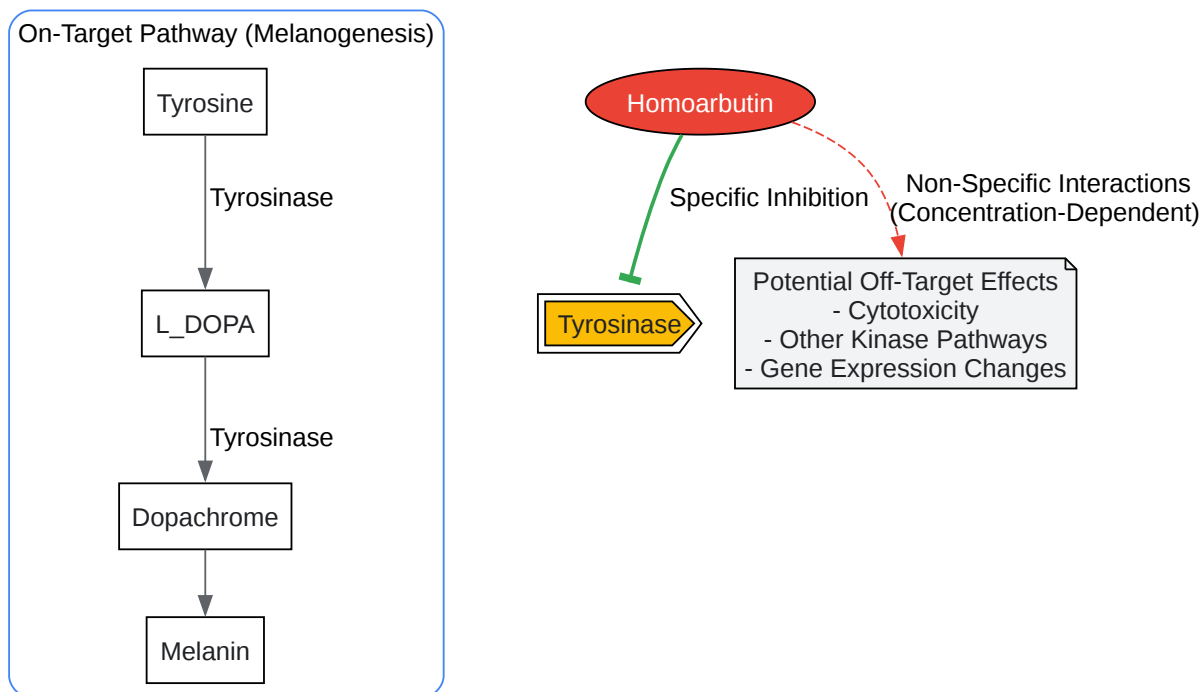 On-Target Pathway (Melanogenesis)
Tyrosine
Tyrosinase
L_DOPA
Tyrosinase
Dopachrome
Melanin
Homoarbutin
Specific Inhibition
Non-Specific Interactions
(Concentration-Dependent)
Tyrosinase
Potential Off-Target Effects
- Cytotoxicity
- Other Kinase Pathways
- Gene Expression Changes